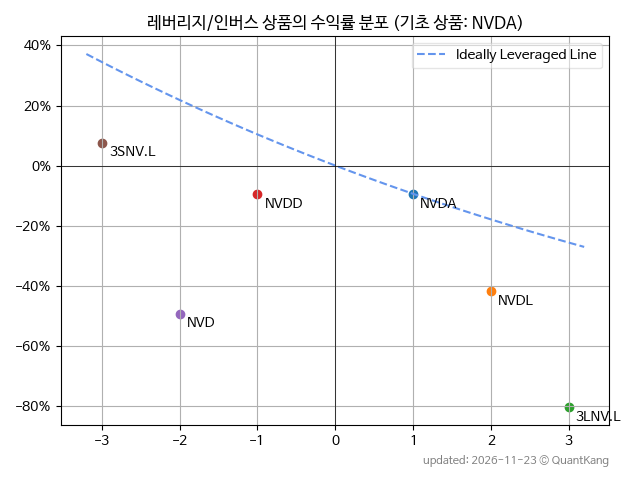 레버리지/인버스 상품의 수익률 분포 (기초 상품: NVDA)
40%
20%
0%
-20%
-40%
-60%
-80%
Ideally Leveraged Line
3SNV.L
NVDD
NVDA
NVD
NVDL
3LNV.L
-3 -2 -1 0 1 2 3
updated: 2026-11-23 © QuantKang